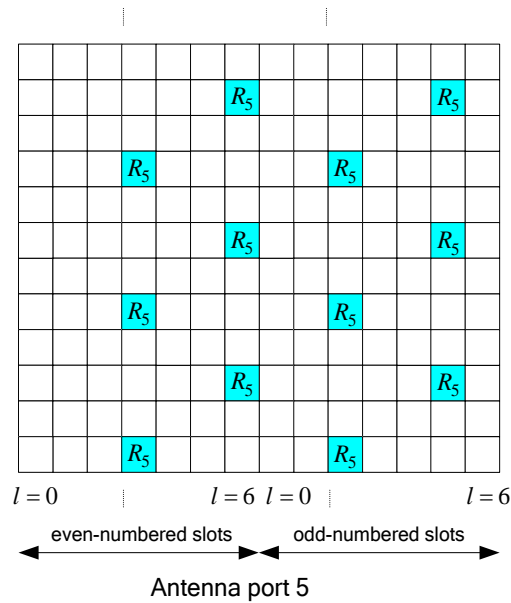 R5 R5
R5 R5
R5 R5
R5 R5
R5 R5
R5 R5
l = 0 l = 6 l = 0 l = 6
even-numbered slots odd-numbered slots
Antenna port 5